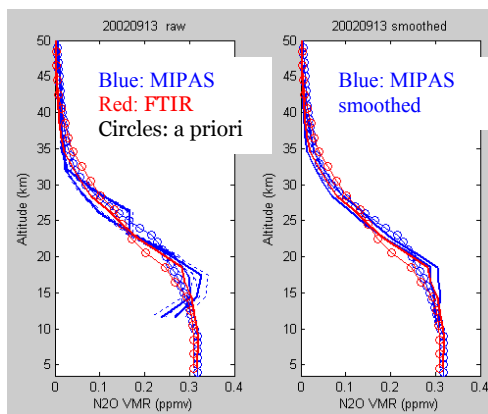 20020913 raw
20020913 smoothed
Blue: MIPAS
Red: FTIR
Circles: a priori
Blue: MIPAS
smoothed
Altitude (km)
50
45
40
35
30
25
20
15
10
5
0
0.1
0.2
0.3
0.4
N2O VMR (ppmv)
Altitude (km)
50
45
40
35
30
25
20
15
10
5
0
0.1
0.2
0.3
0.4
N2O VMR (ppmv)